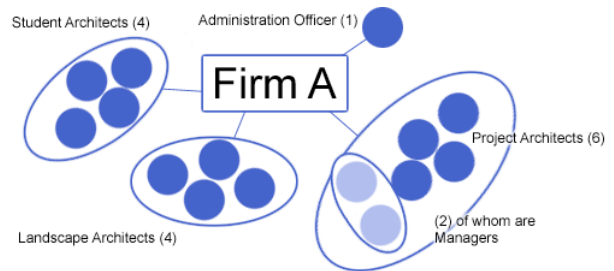 Student Architects (4)
Administration Officer (1)
Firm A
Project Architects (6)
(2) of whom are
Managers
Landscape Architects (4)